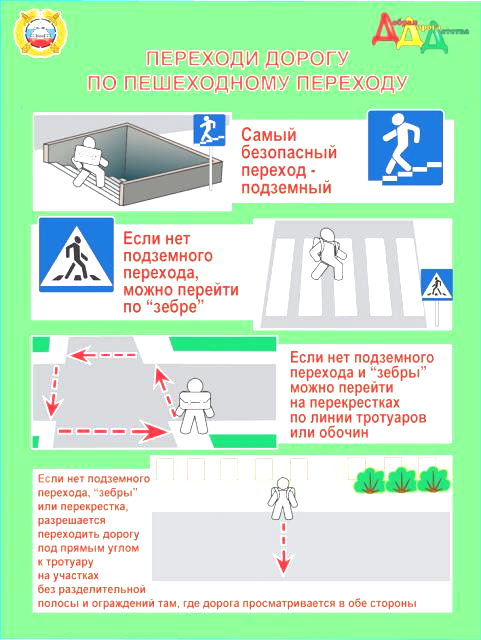 Добрая Дорога Детства
ПЕРЕХОДИ ДОРОГУ
ПО ПЕШЕХОДНОМУ ПЕРЕХОДУ
Самый
безопасный
переход -
подземный
Если нет
подземного
перехода,
можно перейти
по “зебре”
Если нет подземного
перехода и “зебры”
можно перейти
на перекрестках
по линии тротуаров
или обочин
Если нет подземного
перехода, “зебры”
или перекрестка,
разрешается
переходить дорогу
под прямым углом
к тротуару
на участках
без разделительной
полосы и ограждений там, где дорога просматривается в обе стороны